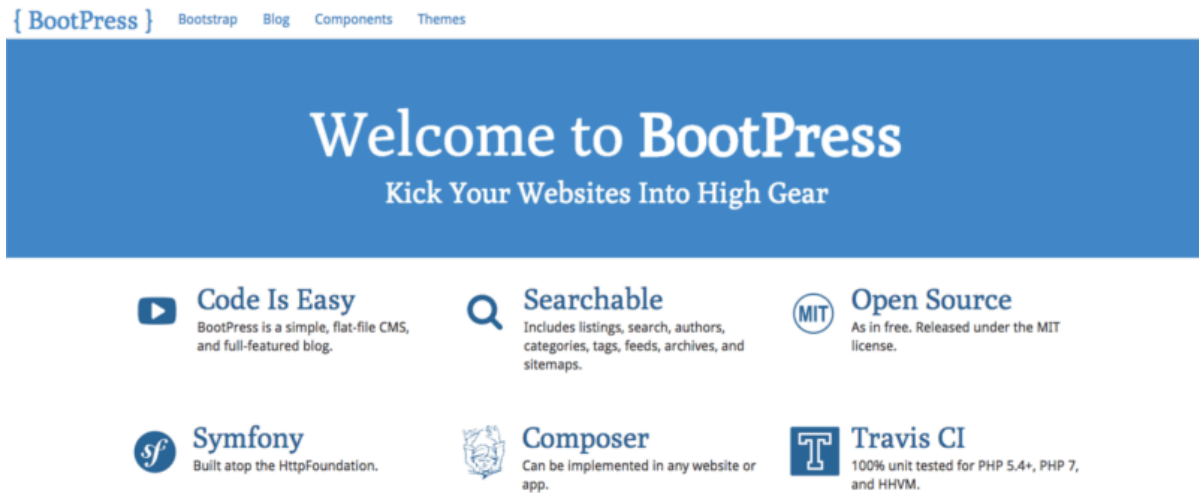 { BootPress } Bootstrap Blog Components Themes
Welcome to BootPress
Kick Your Websites Into High Gear
Code Is Easy
BootPress is a simple, flat-file CMS,
and full-featured blog.
Searchable
Includes listings, search, authors,
categories, tags, feeds, archives, and
sitemaps.
MIT
Open Source
As in free. Released under the MIT
license.
sf
Symfony
Built atop the HttpFoundation.
Composer
Can be implemented in any website or
app.
T
Travis CI
100% unit tested for PHP 5.4+, PHP 7,
and HHVM.